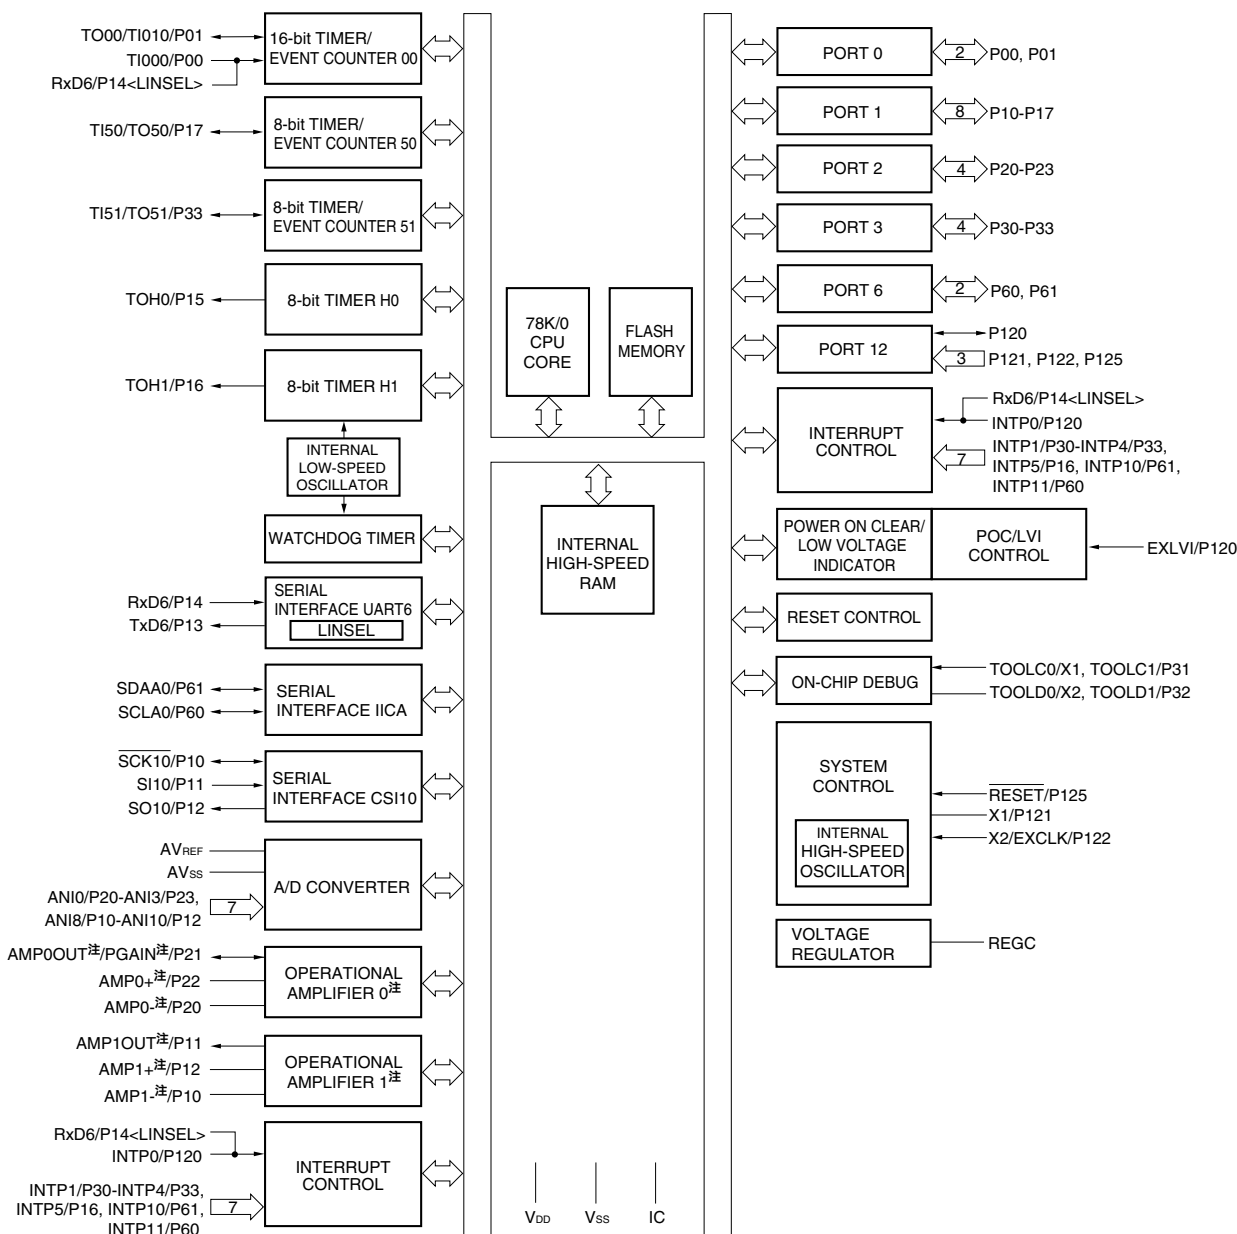 TO00/TI010/P01
TI000/P00
RxD6/P14<LINSEL>
16-bit TIMER/
EVENT COUNTER 00
TI50/TO50/P17
8-bit TIMER/
EVENT COUNTER 50
TI51/TO51/P33
8-bit TIMER/
EVENT COUNTER 51
TOH0/P15
8-bit TIMER H0
TOH1/P16
8-bit TIMER H1
INTERNAL
LOW-SPEED
OSCILLATOR
WATCHDOG TIMER
RxD6/P14
TxD6/P13
SERIAL
INTERFACE UART6
LINSEL
SDAA0/P61
SCLA0/P60
SERIAL
INTERFACE IICA
SCK10/P10
SI10/P11
SO10/P12
SERIAL
INTERFACE CSI10
AVREF
AVSS
ANI0/P20-ANI3/P23,
ANI8/P10-ANI10/P12
7
A/D CONVERTER
AMP0OUT注/PGAIN注/P21
AMP0+注/P22
AMP0-注/P20
OPERATIONAL
AMPLIFIER 0注
AMP1OUT注/P11
AMP1+注/P12
AMP1-注/P10
OPERATIONAL
AMPLIFIER 1注
RxD6/P14<LINSEL>
INTP0/P120
INTP1/P30-INTP4/P33,
INTP5/P16, INTP10/P61,
INTP11/P60
7
INTERRUPT
CONTROL
78K/0
CPU
CORE
FLASH
MEMORY
INTERNAL
HIGH-SPEED
RAM
VDD
VSS
IC
PORT 0
2
P00, P01
PORT 1
8
P10-P17
PORT 2
4
P20-P23
PORT 3
4
P30-P33
PORT 6
2
P60, P61
PORT 12
P120
3
P121, P122, P125
INTERRUPT
CONTROL
RxD6/P14<LINSEL>
INTP0/P120
7
INTP1/P30-INTP4/P33,
INTP5/P16, INTP10/P61,
INTP11/P60
POWER ON CLEAR/
LOW VOLTAGE
INDICATOR
POC/LVI
CONTROL
EXLVI/P120
RESET CONTROL
ON-CHIP DEBUG
TOOLC0/X1, TOOLC1/P31
TOOLD0/X2, TOOLD1/P32
SYSTEM
CONTROL
INTERNAL
HIGH-SPEED
OSCILLATOR
RESET/P125
X1/P121
X2/EXCLK/P122
VOLTAGE
REGULATOR
REGC